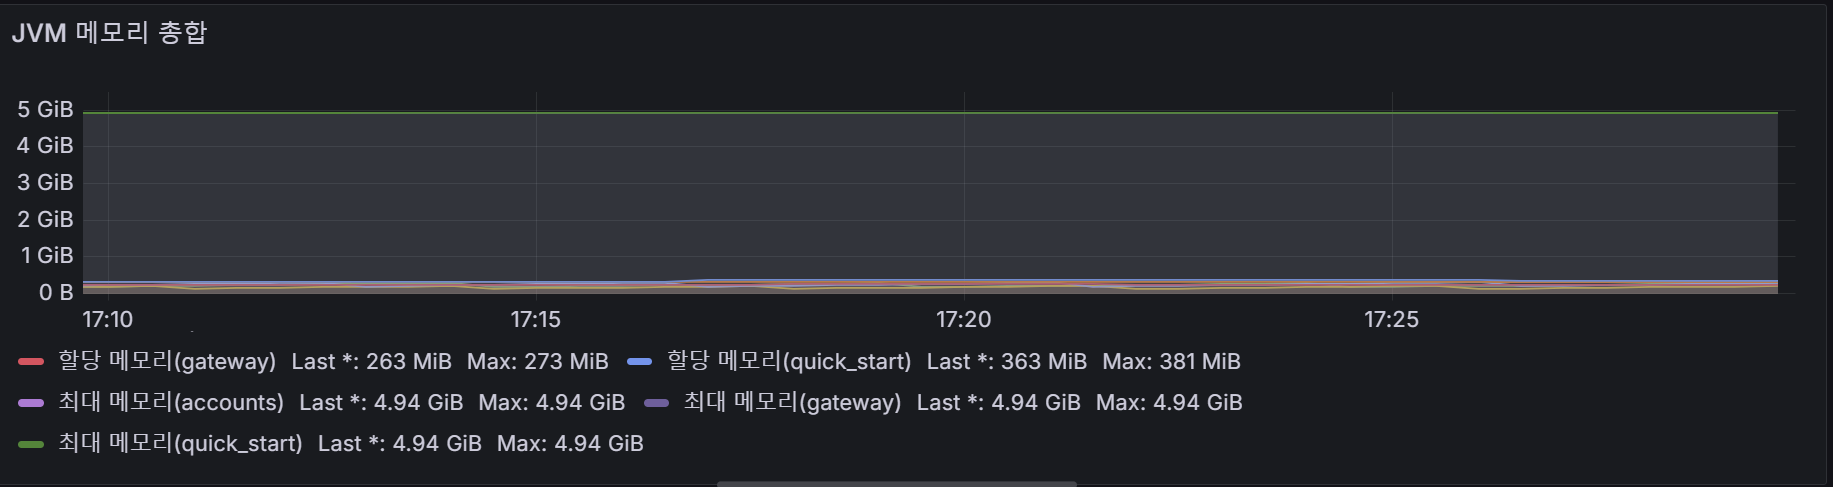 JVM 메모리 총합
5 GiB
4 GiB
3 GiB
2 GiB
1 GiB
0 B
17:10 17:15 17:20 17:25
할당 메모리(gateway) Last *: 263 MiB Max: 273 MiB 할당 메모리(quick_start) Last *: 363 MiB Max: 381 MiB
최대 메모리(accounts) Last *: 4.94 GiB Max: 4.94 GiB 최대 메모리(gateway) Last *: 4.94 GiB Max: 4.94 GiB
최대 메모리(quick_start) Last *: 4.94 GiB Max: 4.94 GiB